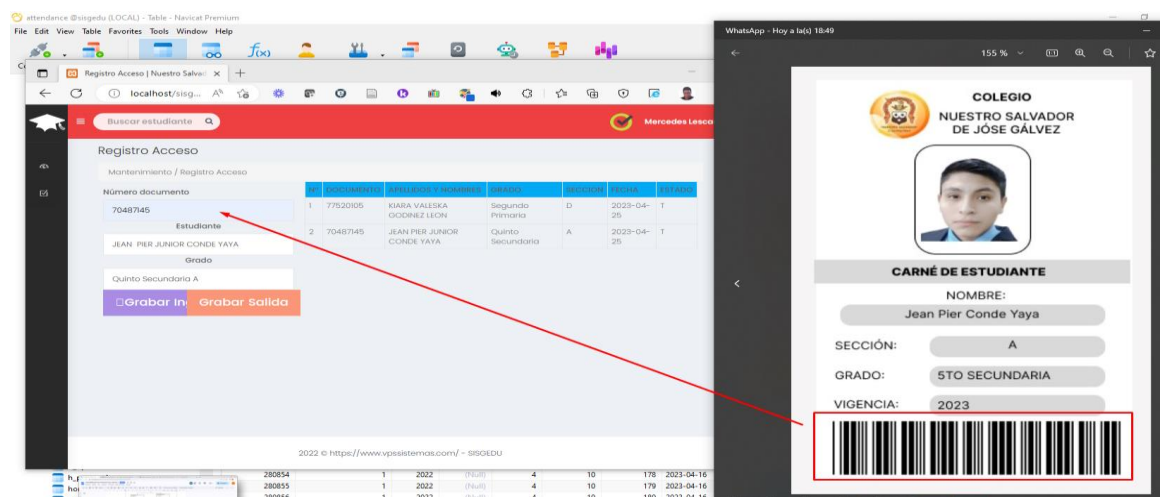 attendance @sisgedu (LOCAL) - Table - Navicat Premium
File Edit View Table Favorites Tools Window Help
Registro Acceso | Nuestro Salvad
localhost/sisg...
Buscar estudiante
Mercedes Lesca
Registro Acceso
Mantenimiento / Registro Acceso
Número documento
70487145
Estudiante
JEAN PIER JUNIOR CONDE YAYA
Grado
Quinto Secundaria A
Grabar In Grabar Salida
N° DOCUMENTO APELLIDOS Y NOMBRES GRADO SECCION FECHA ESTADO
1 77520105 KIARA VALESKA GODINEZ LEON Segundo Primaria D 2023-04-25 T
2 70487145 JEAN PIER JUNIOR CONDE YAYA Quinto Secundaria A 2023-04-25 T
2022 © https://www.vpssistemas.com/ - SISGEDU
280854 1 2022 (Null) 4 10 178 2023-04-16
280855 1 2022 (Null) 4 10 179 2023-04-16
WhatsApp - Hoy a la(s) 18:49
155 %
COLEGIO
NUESTRO SALVADOR
DE JÓSE GÁLVEZ
CARNÉ DE ESTUDIANTE
NOMBRE:
Jean Pier Conde Yaya
SECCIÓN: A
GRADO: 5TO SECUNDARIA
VIGENCIA: 2023